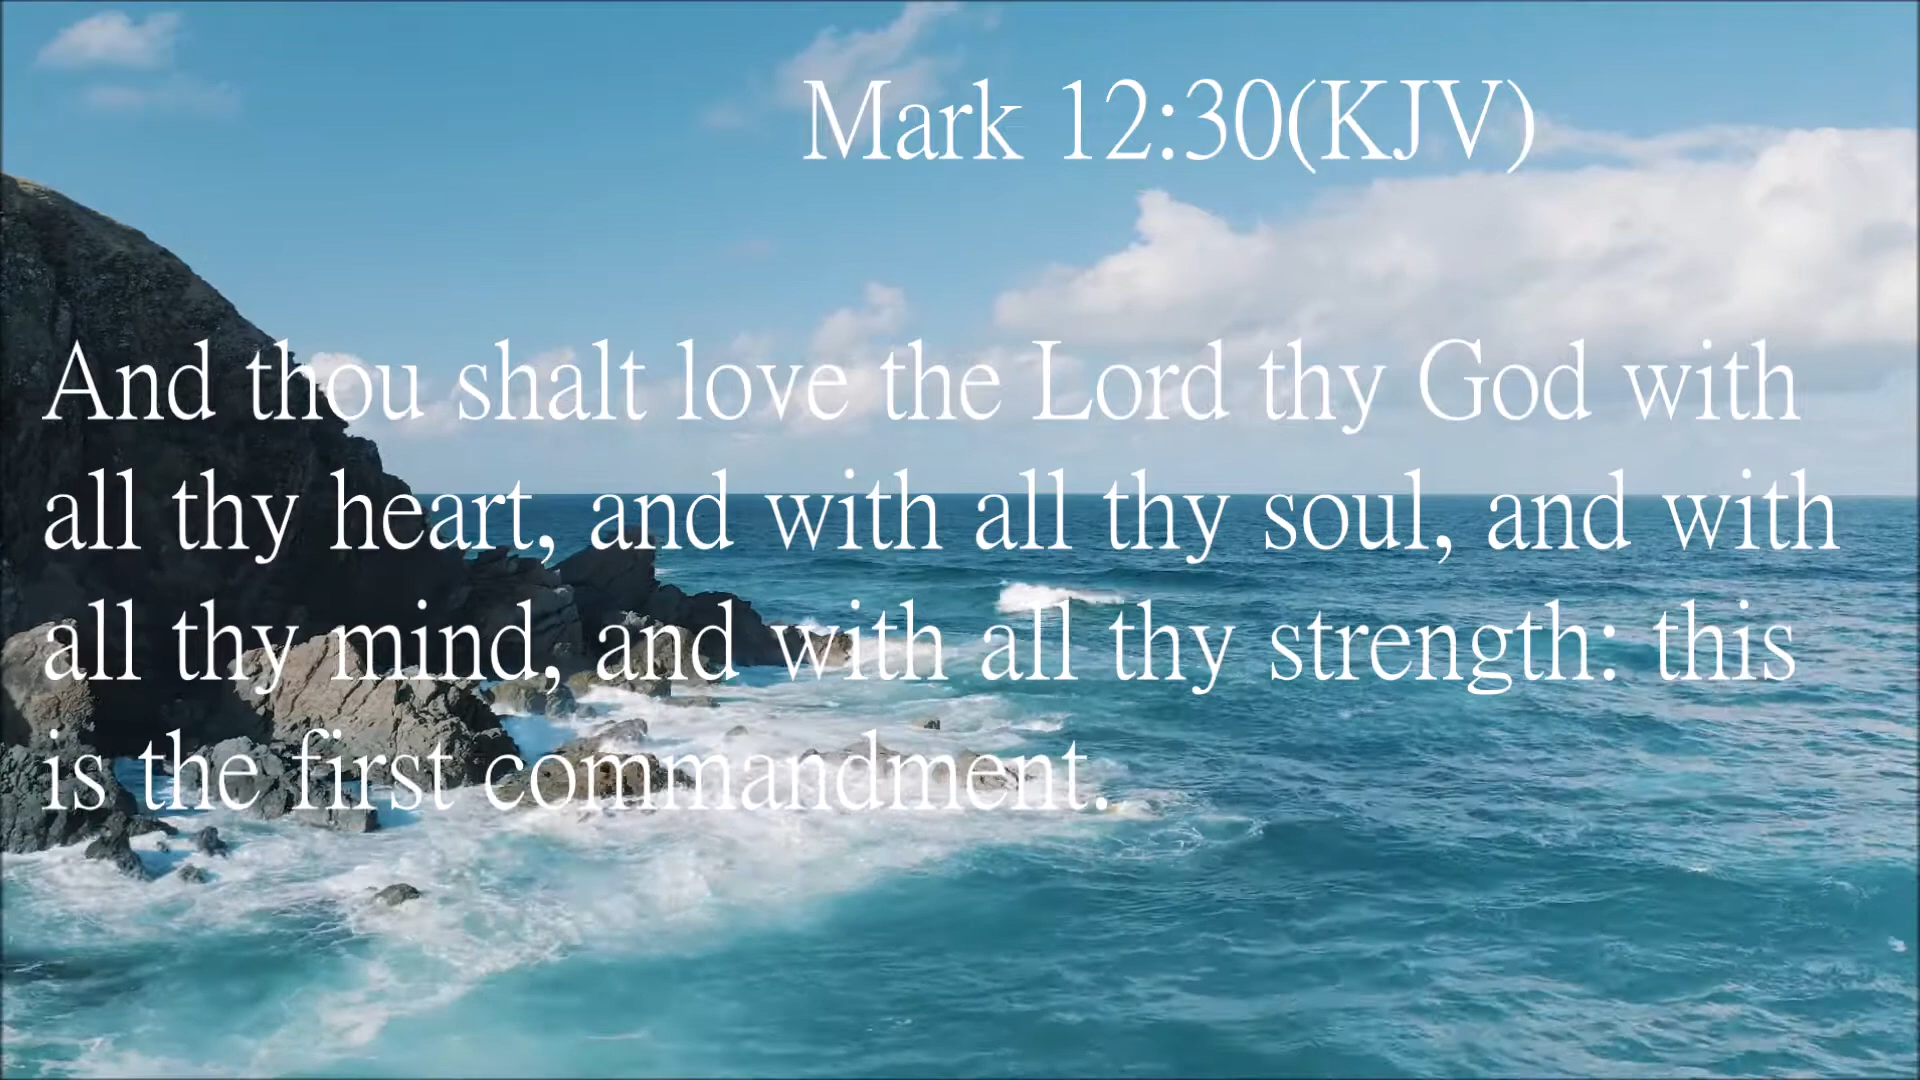 Mark 12:30(KJV)
And thou shalt love the Lord thy God with
all thy heart, and with all thy soul, and with
all thy mind, and with all thy strength: this
is the first commandment.